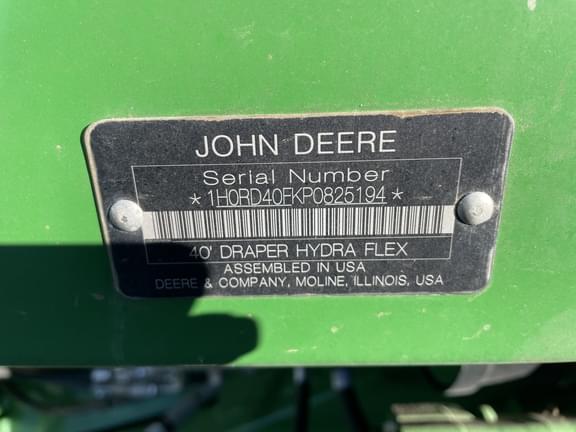 JOHN DEERE
Serial Number
*1H0RD40FKP0825194*
40' DRAPER HYDRA FLEX
ASSEMBLED IN USA
DEERE & COMPANY, MOLINE, ILLINOIS, USA